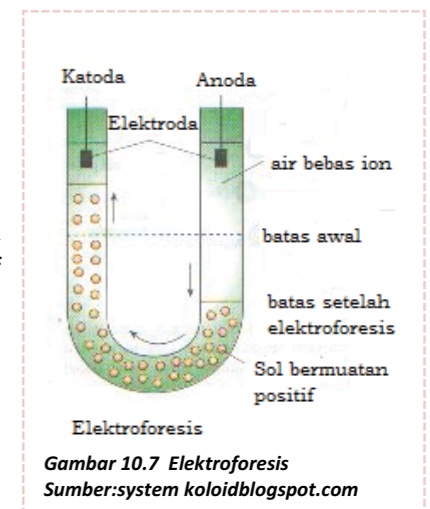 Katoda
Anoda
Elektroda
air bebas ion
batas awal
batas setelah
elektroforesis
Sol bermuatan
positif
Elektroforesis
Gambar 10.7 Elektroforesis
Sumber:system koloidblogspot.com